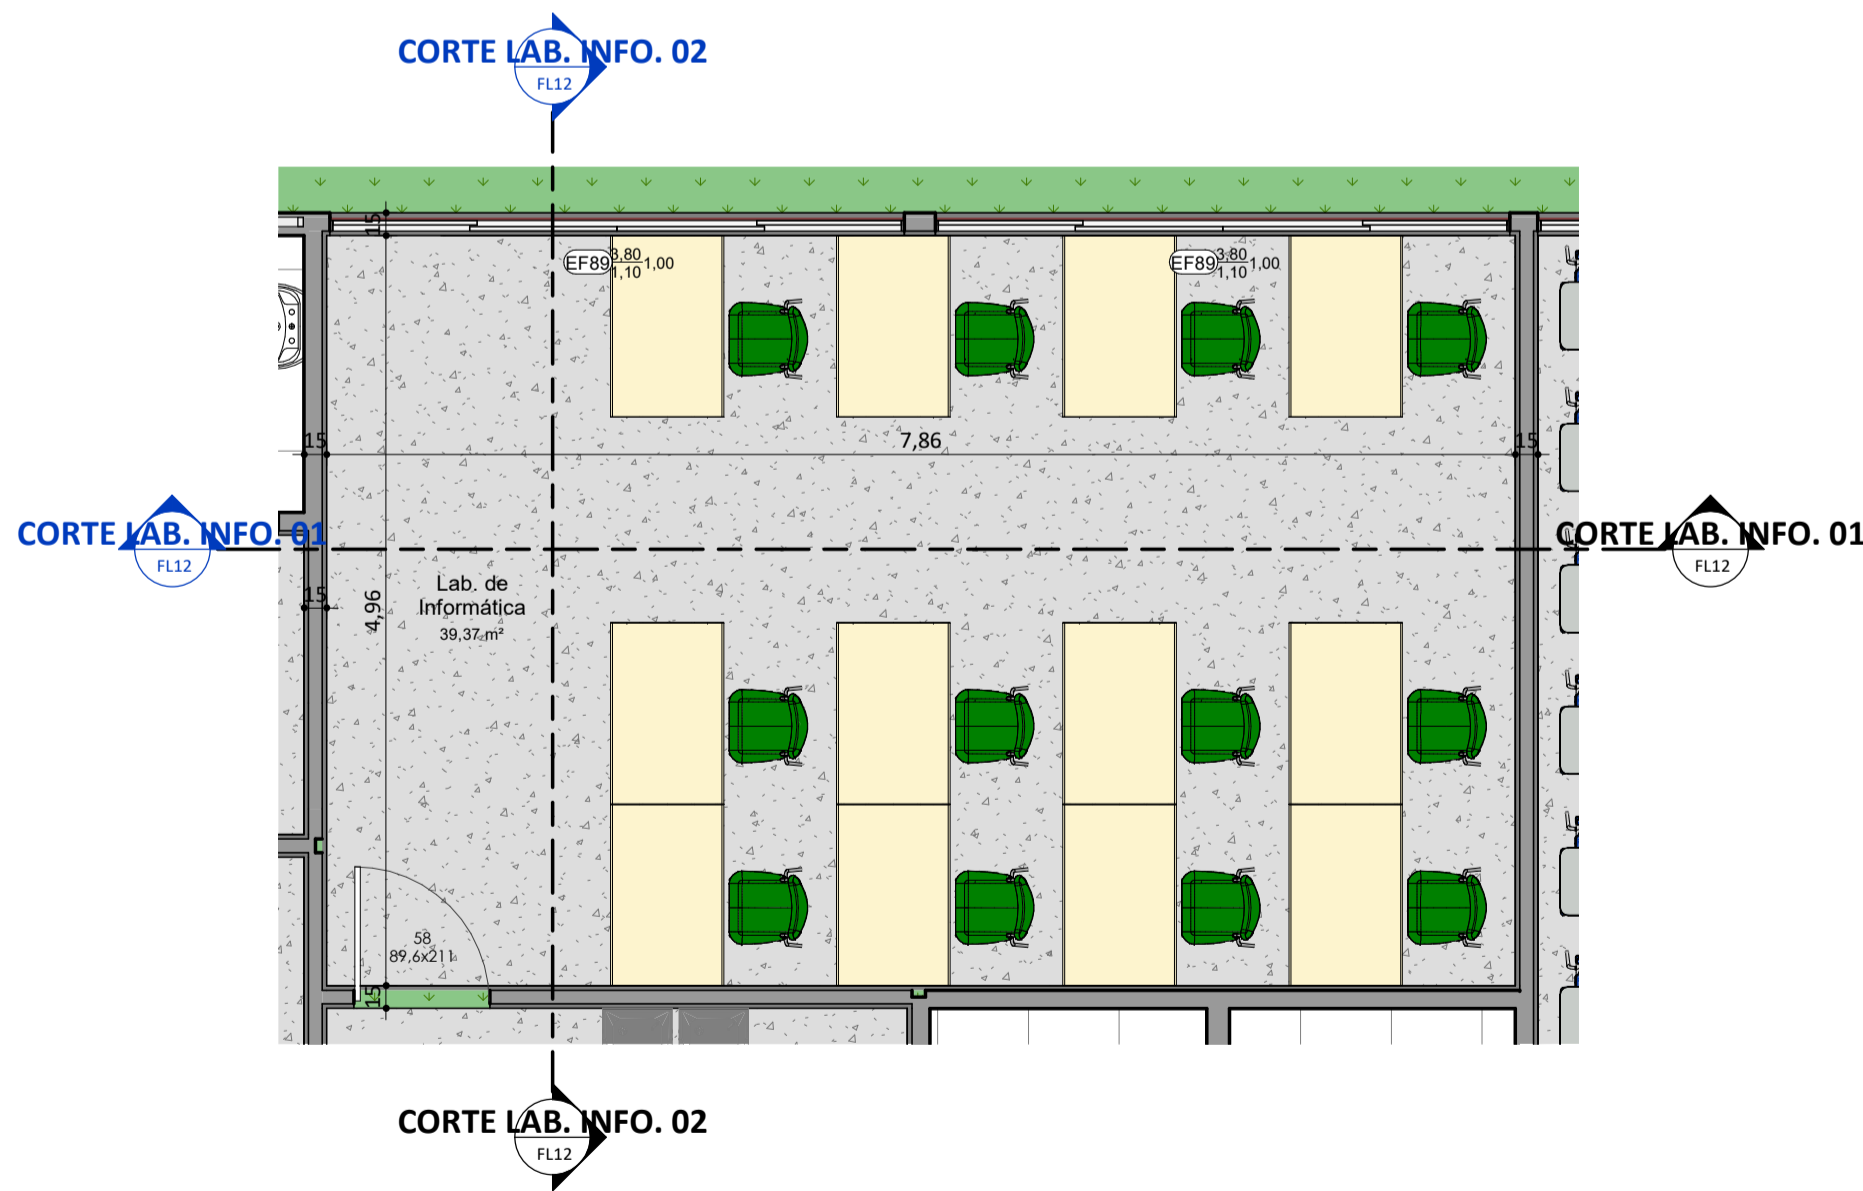 CORTE LAB. INFO. 02
FL12
15
EF89 3,80
1,10 1,00
EF89 3,80
1,10 1,00
15
7,86
15
CORTE LAB. INFO. 01
FL12
CORTE LAB. INFO. 01
FL12
15
4,96
Lab. de
Informática
39,37 m²
58
89,6x211
15
CORTE LAB. INFO. 02
FL12